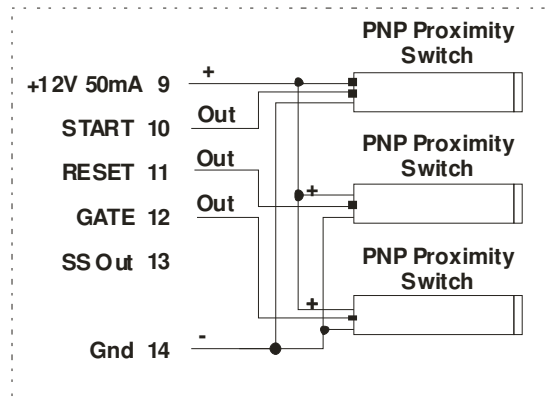 PNP Proximity
Switch
+
+12V 50mA 9
Out
START 10
Out
RESET 11
+
PNP Proximity
Switch
Out
GATE 12
SS Out 13
PNP Proximity
Switch
+
-
Gnd 14